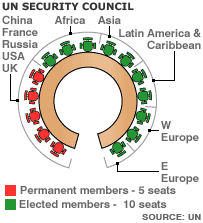 UN SECURITY COUNCIL
China
France
Russia
USA
UK
Africa
Asia
Latin America &
Caribbean
W
Europe
E
Europe
Permanent members - 5 seats
Elected members - 10 seats
SOURCE: UN